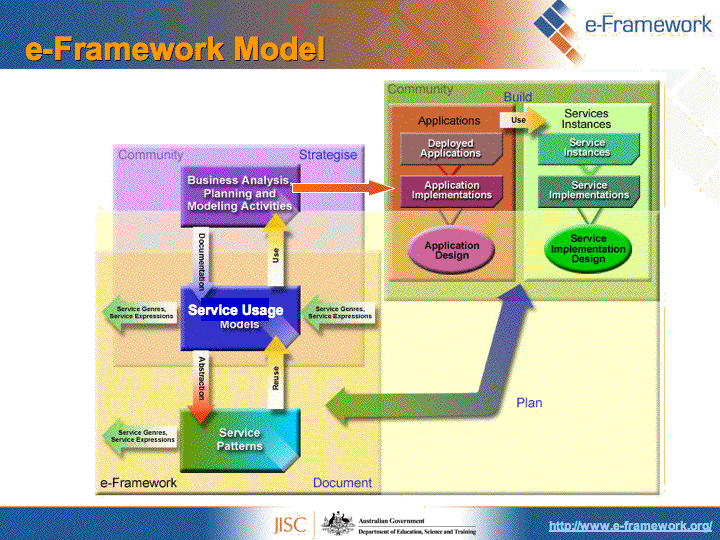 e-Framework Model
e-Framework
Community
Build
Applications
Use
Services
Instances
Deployed
Applications
Service
Instances
Application
Implementations
Service
Implementations
Application
Design
Service
Implementation
Design
Community
Strategise
Business Analysis,
Planning and
Modeling Activities
Documentation
Use
Service Genres,
Service Expressions
Service Usage
Models
Service Genres,
Service Expressions
Abstraction
Reuse
Service Genres,
Service Expressions
Service
Patterns
Plan
e-Framework
Document
JISC
Australian Government
Department of Education, Science and Training
http://www.e-framework.org/